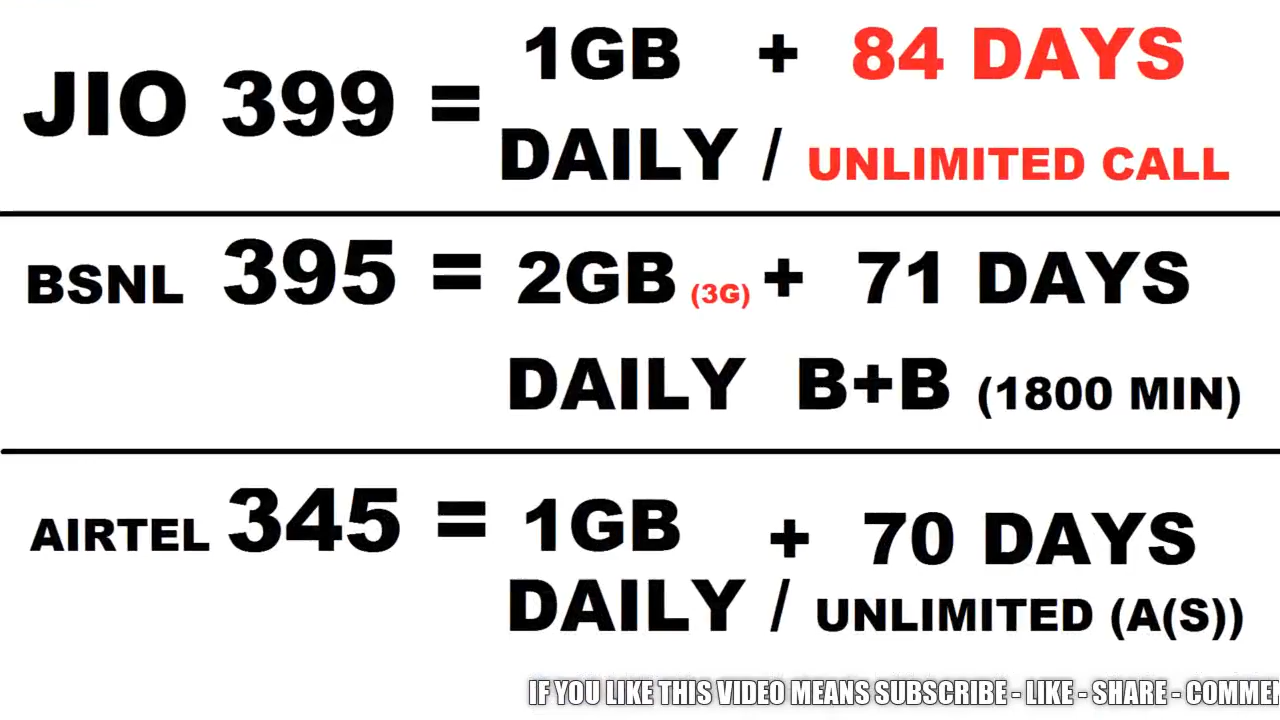 JIO 399 = 1GB + 84 DAYS
DAILY / UNLIMITED CALL
BSNL 395 = 2GB (3G) + 71 DAYS
DAILY B+B (1800 MIN)
AIRTEL 345 = 1GB + 70 DAYS
DAILY / UNLIMITED (A(S))
IF YOU LIKE THIS VIDEO MEANS SUBSCRIBE - LIKE - SHARE - COMMEN